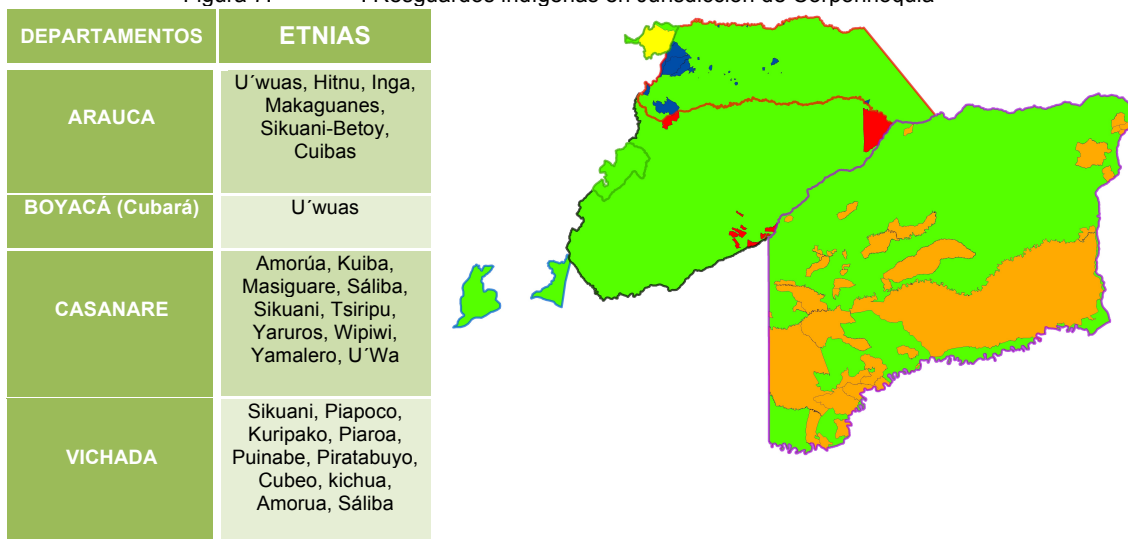 DEPARTAMENTOS ETNIAS
ARAUCA
U´wuas, Hitnu, Inga,
Makaguanes,
Sikuani-Betoy,
Cuibas
BOYACÁ (Cubará) U´wuas
CASANARE
Amorúa, Kuiba,
Masiguare, Sáliba,
Sikuani, Tsiripu,
Yaruros, Wipiwi,
Yamalero, U´Wa
VICHADA
Sikuani, Piapoco,
Kuripako, Piaroa,
Puinabe, Piratabuyo,
Cubeo, kichua,
Amorua, Sáliba